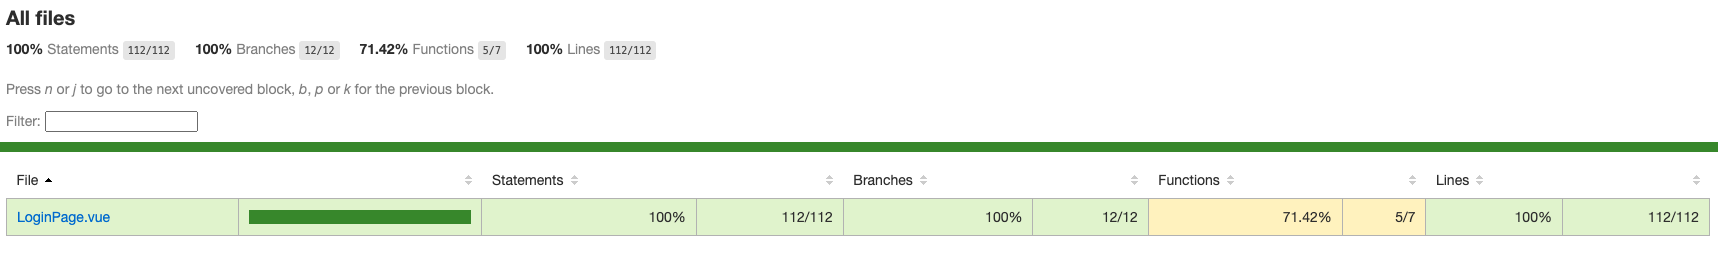 All files
100% Statements 112/112 100% Branches 12/12 71.42% Functions 5/7 100% Lines 112/112
Press n or j to go to the next uncovered block, b, p or k for the previous block.
Filter:
File Statements Branches Functions Lines
LoginPage.vue 100% 112/112 100% 12/12 71.42% 5/7 100% 112/112